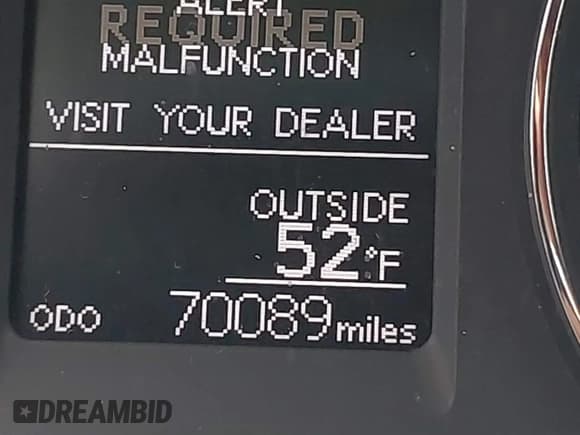 ALERT
REQUIRED
MALFUNCTION
VISIT YOUR DEALER
OUTSIDE
52°F
ODO 70089 miles
DREAMBID